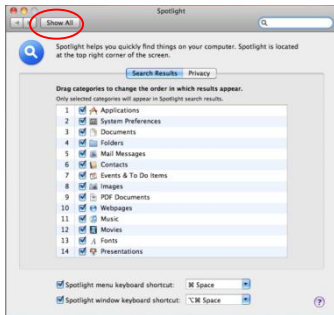 Spotlight
Show All
Spotlight helps you quickly find things on your computer. Spotlight is located
at the top right corner of the screen.
Search Results Privacy
Drag categories to change the order in which results appear.
Only selected categories will appear in Spotlight search results.
1 Applications
2 System Preferences
3 Documents
4 Folders
5 Mail Messages
6 Contacts
7 Events & To Do Items
8 Images
9 PDF Documents
10 Webpages
11 Music
12 Movies
13 Fonts
14 Presentations
Spotlight menu keyboard shortcut: ⌘ Space
Spotlight window keyboard shortcut: ⌥⌘ Space
?